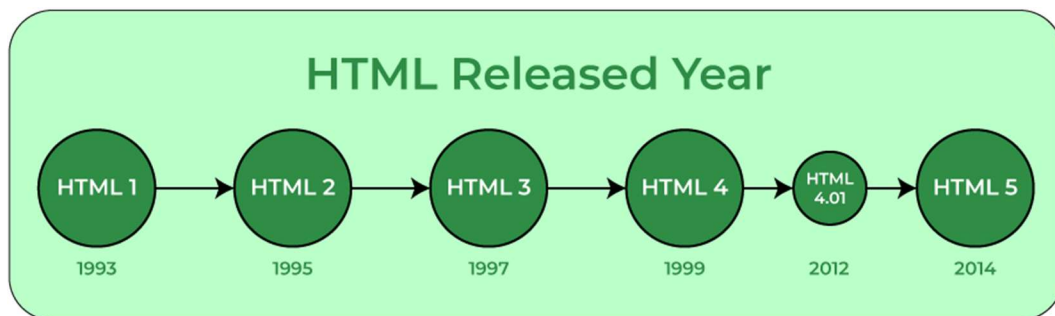 HTML Released Year
HTML 1
HTML 2
HTML 3
HTML 4
HTML
4.01
HTML 5
1993
1995
1997
1999
2012
2014